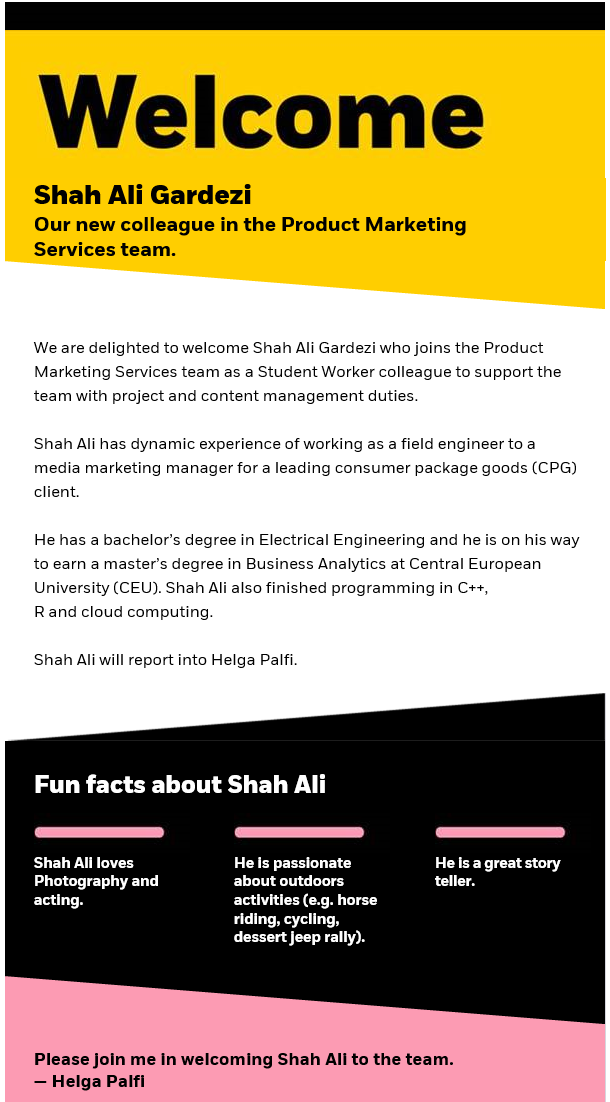 Welcome
Shah Ali Gardezi
Our new colleague in the Product Marketing
Services team.
We are delighted to welcome Shah Ali Gardezi who joins the Product
Marketing Services team as a Student Worker colleague to support the
team with project and content management duties.
Shah Ali has dynamic experience of working as a field engineer to a
media marketing manager for a leading consumer package goods (CPG)
client.
He has a bachelor’s degree in Electrical Engineering and he is on his way
to earn a master’s degree in Business Analytics at Central European
University (CEU). Shah Ali also finished programming in C++,
R and cloud computing.
Shah Ali will report into Helga Palfi.
Fun facts about Shah Ali
Shah Ali loves
Photography and
acting.
He is passionate
about outdoors
activities (e.g. horse
riding, cycling,
dessert jeep rally).
He is a great story
teller.
Please join me in welcoming Shah Ali to the team.
— Helga Palfi